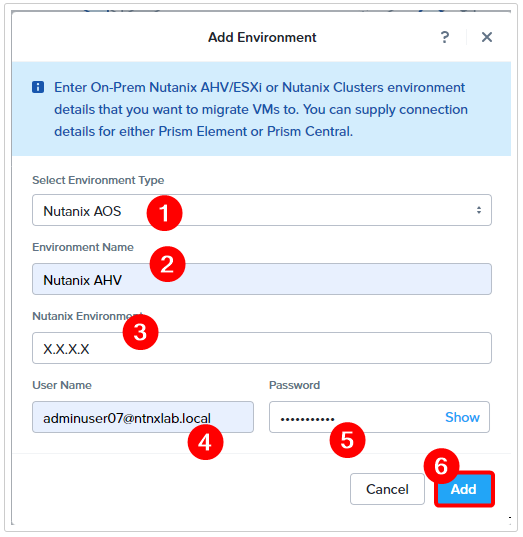 Add Environment
?
Enter On-Prem Nutanix AHV/ESXi or Nutanix Clusters environment
details that you want to migrate VMs to. You can supply connection
details for either Prism Element or Prism Central.
Select Environment Type
Nutanix AOS
1
Environment Name
2
Nutanix AHV
Nutanix Environment
3
X.X.X.X
User Name Password
adminuser07@ntnxlab.local ••••••••••• Show
4 5
6
Cancel Add